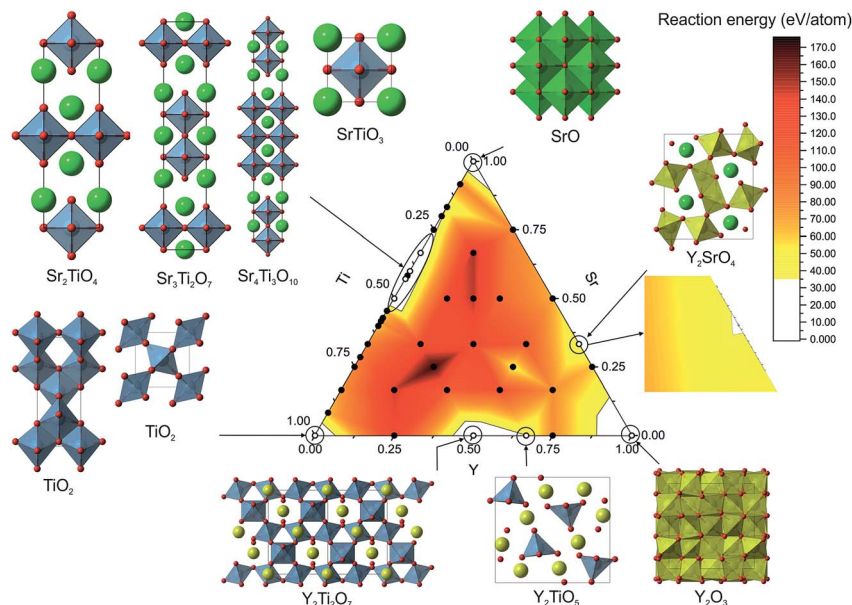 Reaction energy (eV/atom)
170.0
160.0
150.0
140.0
130.0
120.0
110.0
100.0
90.00
80.00
70.00
60.00
50.00
40.00
30.00
20.00
10.00
0.000
SrTiO3
SrO
Sr2TiO4
Sr3Ti2O7
Sr4Ti3O10
Y2SrO4
0.00
1.00
0.25
0.75
Ti
Sr
0.50
0.50
0.75
0.25
1.00
0.00
0.00
0.25
0.50
0.75
1.00
Y
TiO2
TiO2
Y2Ti2O7
Y2TiO5
Y2O3